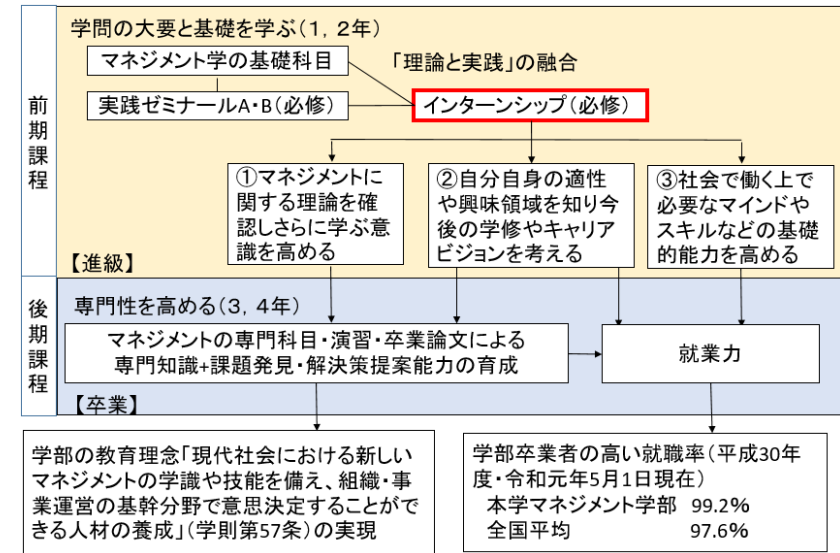 学問の大要と基礎を学ぶ(1, 2年)
マネジメント学の基礎科目
「理論と実践」の融合
実践ゼミナールA・B(必修)
インターンシップ(必修)
前期課程
①マネジメントに
関する理論を確
認しさらに学ぶ意
識を高める
②自分自身の適性
や興味領域を知り今
後の学修やキャリア
ビジョンを考える
③社会で働く上で
必要なマインドや
スキルなどの基礎
的能力を高める
【進級】
後期課程
専門性を高める(3, 4年)
マネジメントの専門科目・演習・卒業論文による
専門知識+課題発見・解決策提案能力の育成
就業力
【卒業】
学部の教育理念「現代社会における新しい
マネジメントの学識や技能を備え、組織・事
業運営の基幹分野で意思決定することがで
きる人材の養成」(学則第57条)の実現
学部卒業者の高い就職率(平成30年
度・令和元年5月1日現在)
本学マネジメント学部 99.2%
全国平均 97.6%